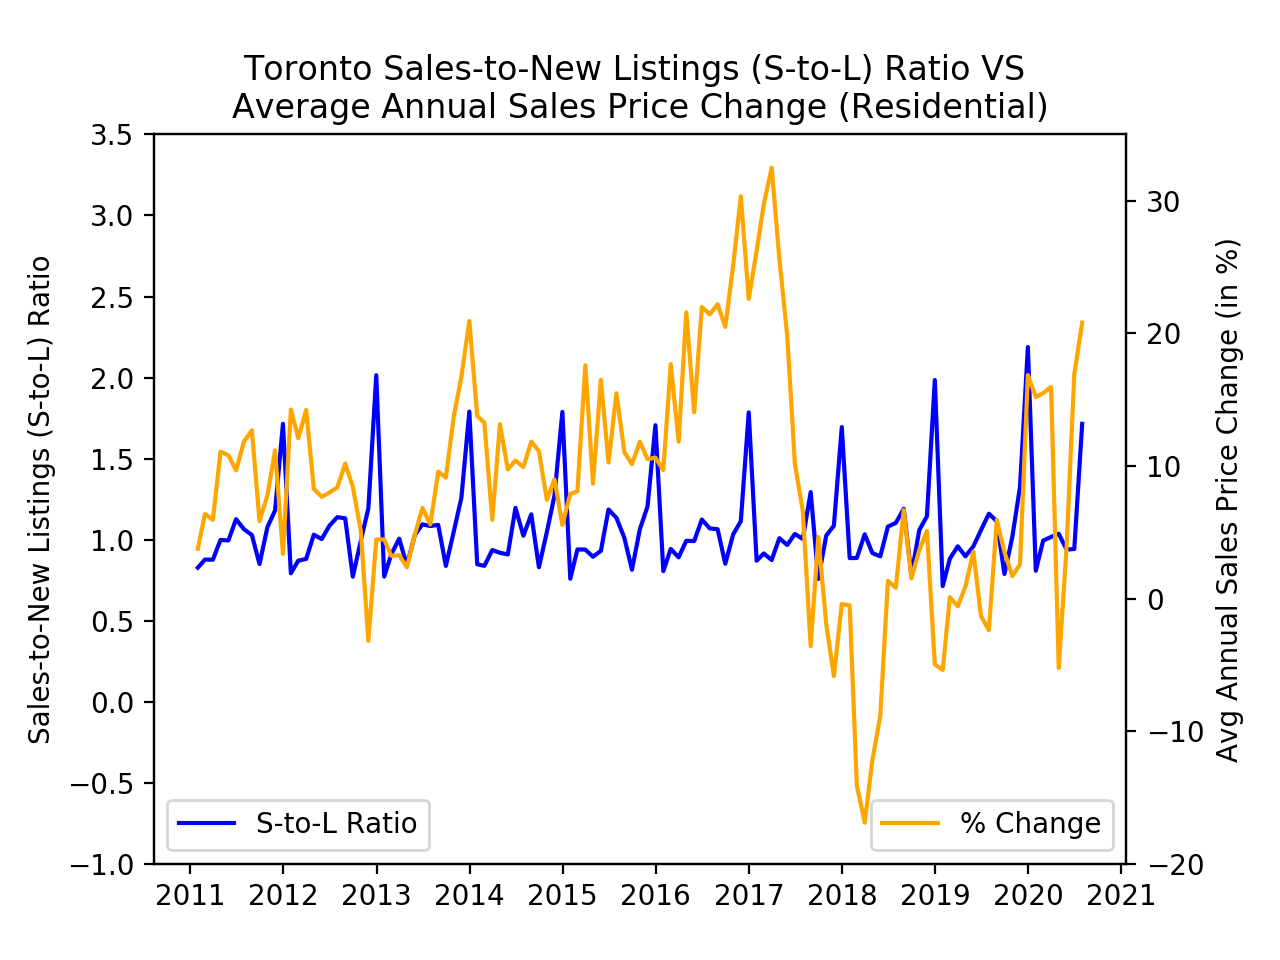 Toronto Sales-to-New Listings (S-to-L) Ratio VS
Average Annual Sales Price Change (Residential)
Sales-to-New Listings (S-to-L) Ratio
3.5
3.0
2.5
2.0
1.5
1.0
0.5
0.0
−0.5
−1.0
30
20
10
0
−10
−20
Avg Annual Sales Price Change (in %)
S-to-L Ratio
% Change
2011 2012 2013 2014 2015 2016 2017 2018 2019 2020 2021